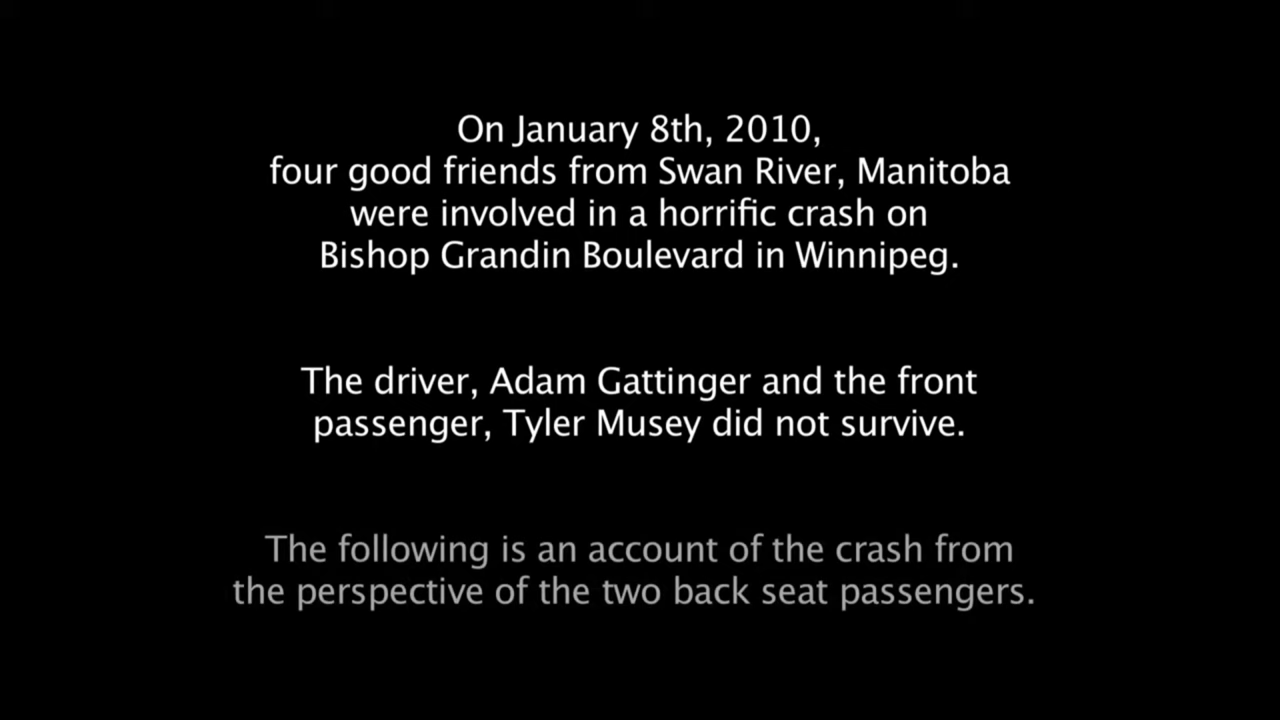 On January 8th, 2010,
four good friends from Swan River, Manitoba
were involved in a horrific crash on
Bishop Grandin Boulevard in Winnipeg.
The driver, Adam Gattinger and the front
passenger, Tyler Musey did not survive.
The following is an account of the crash from
the perspective of the two back seat passengers.